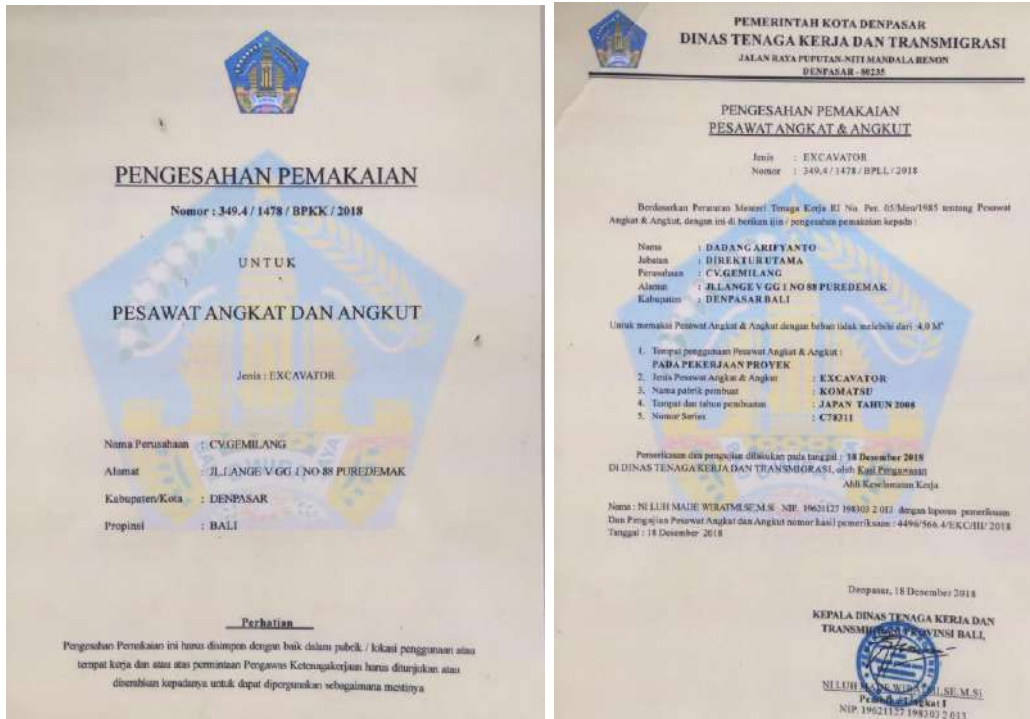 PENGESAHAN PEMAKAIAN
Nomor : 349.4 / 1478 / BPKK / 2018
UNTUK
PESAWAT ANGKAT DAN ANGKUT
Jenis : EXCAVATOR
Nama Perusahaan : CV.GEMILANG
Alamat : JL.LANGE V GG 1 NO 88 PUREDEMAK
Kabupaten/Kota : DENPASAR
Propinsi : BALI
Perhatian
Pengesahan Pemakaian ini harus disimpan dengan baik dalam pabrik / lokasi penggunaan atau
tempat kerja dan atau atas permintaan Pengawas Ketenagakerjaan harus ditunjukan atau
diserahkan kepadanya untuk dapat dipergunakan sebagaimana mestinya
PEMERINTAH KOTA DENPASAR
DINAS TENAGA KERJA DAN TRANSMIGRASI
JALAN RAYA PUPUTAN-NITI MANDALA RENON
DENPASAR - 80235
PENGESAHAN PEMAKAIAN
PESAWAT ANGKAT & ANGKUT
Jenis : EXCAVATOR
Nomor : 349.4 / 1478 / BPLL / 2018
Berdasarkan Peraturan Menteri Tenaga Kerja RI No. Per. 05/Men/1985 tentang Pesawat
Angkat & Angkut, dengan ini di berikan ijin / pengesahan pemakaian kepada :
Nama : DADANG ARIFYANTO
Jabatan : DIREKTUR UTAMA
Perusahaan : CV.GEMILANG
Alamat : JL.LANGE V GG 1 NO 88 PUREDEMAK
Kabupaten : DENPASAR BALI
Untuk memakai Pesawat Angkat & Angkut dengan beban tidak melebihi dari : 4,0 M³
1. Tempat penggunaan Pesawat Angkat & Angkut :
PADA PEKERJAAN PROYEK
2. Jenis Pesawat Angkat & Angkut : EXCAVATOR
3. Nama pabrik pembuat : KOMATSU
4. Tempat dan tahun pembuatan : JAPAN TAHUN 2008
5. Nomor Series : C78311
Pemeriksaan dan pengujian dilakukan pada tanggal : 18 Desember 2018
DI DINAS TENAGA KERJA DAN TRANSMIGRASI, oleh Kasi Pengawasan
Ahli Keselamatan Kerja
Nama : NI LUH MADE WIRATMI.SE,M.Si NIP. 19621127 198303 2 013 dengan laporan pemeriksaan
Dan Pengujian Pesawat Angkat dan Angkut nomor hasil pemeriksaan : 4496/566.4/EKC/III/ 2018
Tanggal : 18 Desember 2018
Denpasar, 18 Desember 2018
KEPALA DINAS TENAGA KERJA DAN
TRANSMIGRASI PROVINSI BALI,
NI LUH MADE WIRATMI.SE.M.Si
NIP. 19621127 198303 2 013